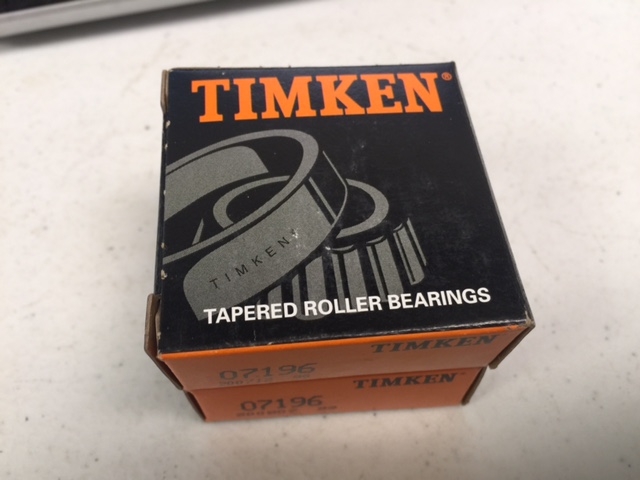 TIMKEN®
TIMKEN
TAPERED ROLLER BEARINGS
TIMKEN
07196
TIMKEN
07196